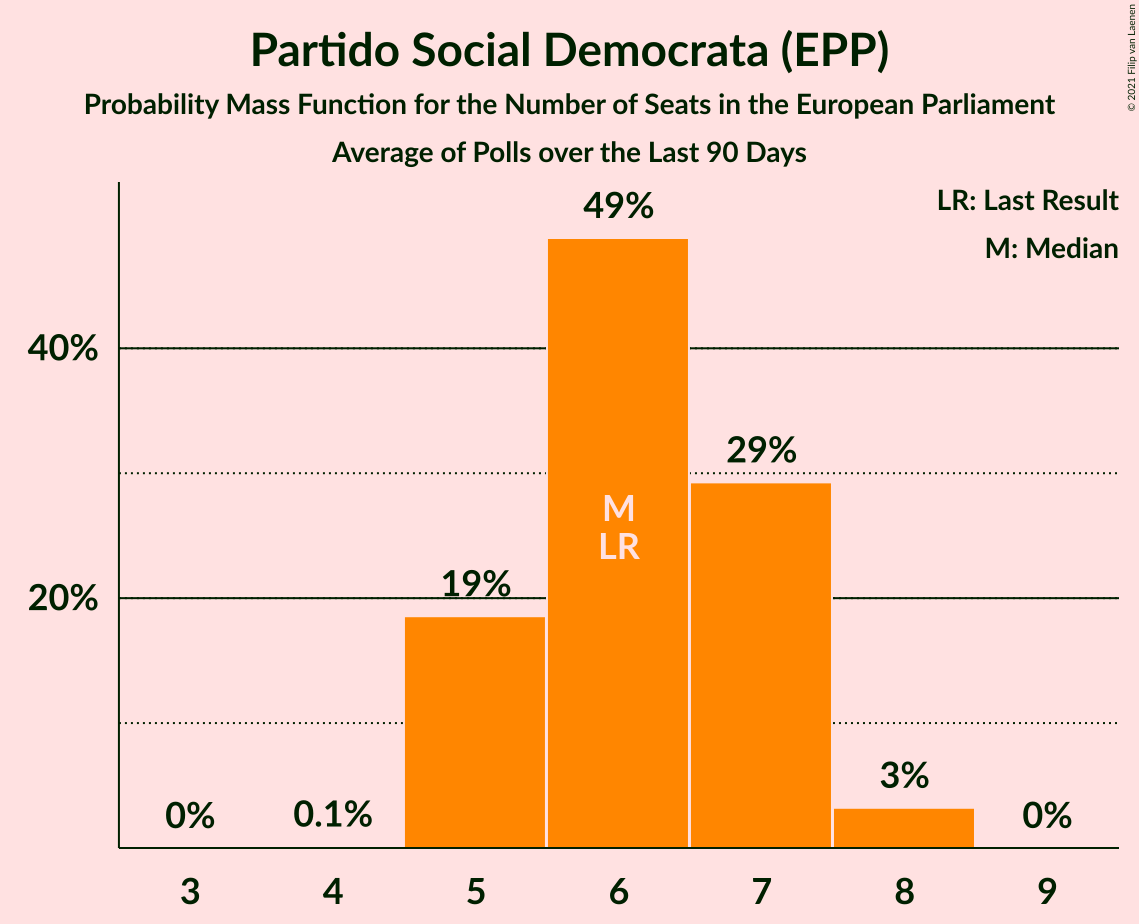 Partido Social Democrata (EPP)
Probability Mass Function for the Number of Seats in the European Parliament
Average of Polls over the Last 90 Days
© 2021 Filip van Laenen
LR: Last Result
M: Median
40%
20%
0%
0.1%
19%
49%
29%
3%
0%
M
LR
3
4
5
6
7
8
9